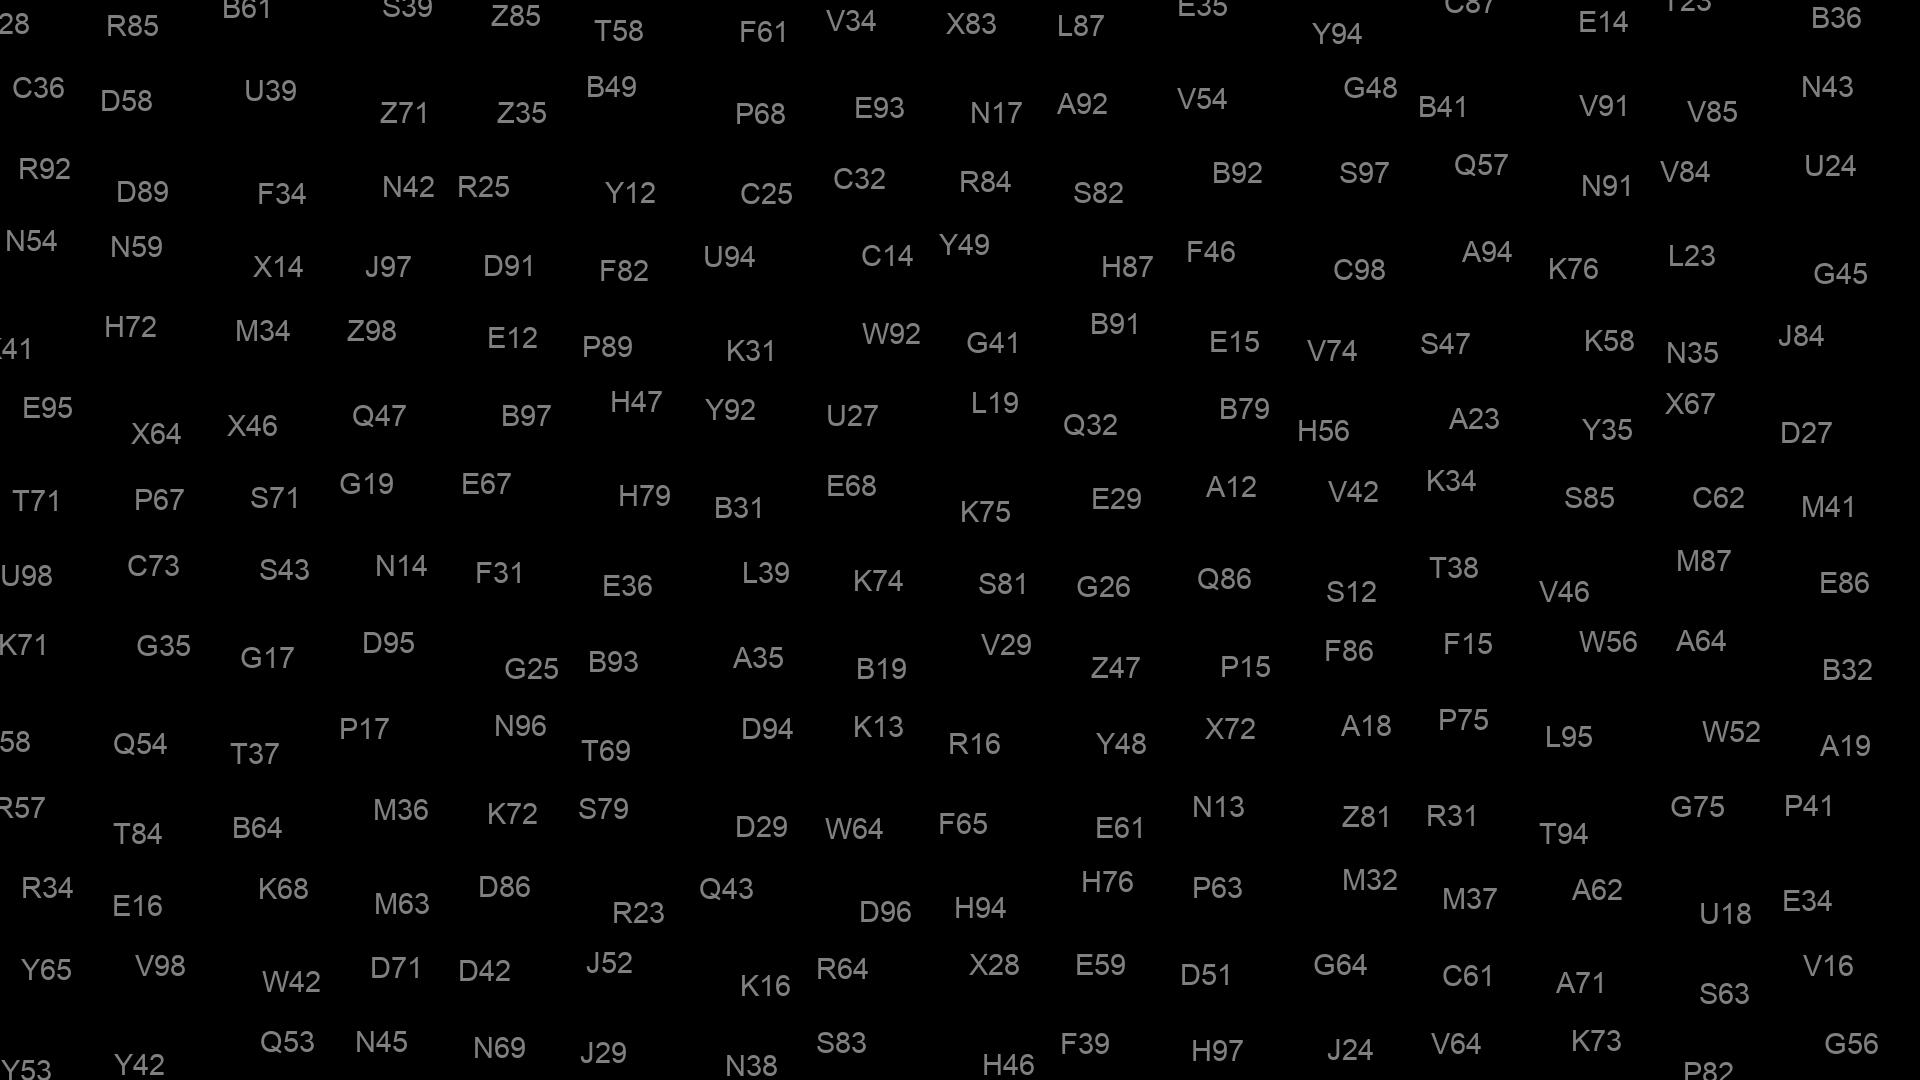 28 R85 B61 S39 Z85 T58 F61 V34 X83 L87 E35 Y94 C87 E14 T23 B36
C36 D58 U39 Z71 Z35 B49 P68 E93 N17 A92 V54 G48 B41 V91 V85 N43
R92 D89 F34 N42 R25 Y12 C25 C32 R84 S82 B92 S97 Q57 N91 V84 U24
N54 N59 X14 J97 D91 F82 U94 C14 Y49 H87 F46 C98 A94 K76 L23 G45
41 H72 M34 Z98 E12 P89 K31 W92 G41 B91 E15 V74 S47 K58 N35 J84
E95 X64 X46 Q47 B97 H47 Y92 U27 L19 Q32 B79 H56 A23 Y35 X67 D27
T71 P67 S71 G19 E67 H79 B31 E68 K75 E29 A12 V42 K34 S85 C62 M41
U98 C73 S43 N14 F31 E36 L39 K74 S81 G26 Q86 S12 T38 V46 M87 E86
K71 G35 G17 D95 G25 B93 A35 B19 V29 Z47 P15 F86 F15 W56 A64 B32
58 Q54 T37 P17 N96 T69 D94 K13 R16 Y48 X72 A18 P75 L95 W52 A19
R57 T84 B64 M36 K72 S79 D29 W64 F65 E61 N13 Z81 R31 T94 G75 P41
R34 E16 K68 M63 D86 R23 Q43 D96 H94 H76 P63 M32 M37 A62 U18 E34
Y65 V98 W42 D71 D42 J52 K16 R64 X28 E59 D51 G64 C61 A71 S63 V16
Y53 Y42 Q53 N45 N69 J29 N38 S83 H46 F39 H97 J24 V64 K73 P82 G56